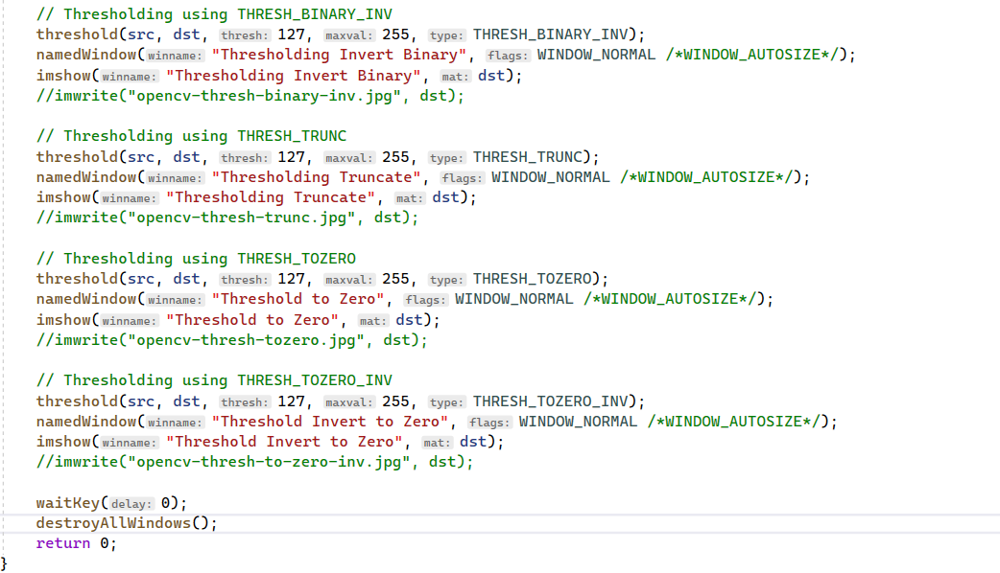 // Thresholding using THRESH_BINARY_INV
threshold(src, dst, thresh: 127, maxval: 255, type: THRESH_BINARY_INV);
namedWindow(winname: "Thresholding Invert Binary", flags: WINDOW_NORMAL /*WINDOW_AUTOSIZE*/);
imshow(winname: "Thresholding Invert Binary", mat: dst);
//imwrite("opencv-thresh-binary-inv.jpg", dst);

// Thresholding using THRESH_TRUNC
threshold(src, dst, thresh: 127, maxval: 255, type: THRESH_TRUNC);
namedWindow(winname: "Thresholding Truncate", flags: WINDOW_NORMAL /*WINDOW_AUTOSIZE*/);
imshow(winname: "Thresholding Truncate", mat: dst);
//imwrite("opencv-thresh-trunc.jpg", dst);

// Thresholding using THRESH_TOZERO
threshold(src, dst, thresh: 127, maxval: 255, type: THRESH_TOZERO);
namedWindow(winname: "Threshold to Zero", flags: WINDOW_NORMAL /*WINDOW_AUTOSIZE*/);
imshow(winname: "Threshold to Zero", mat: dst);
//imwrite("opencv-thresh-tozero.jpg", dst);

// Thresholding using THRESH_TOZERO_INV
threshold(src, dst, thresh: 127, maxval: 255, type: THRESH_TOZERO_INV);
namedWindow(winname: "Threshold Invert to Zero", flags: WINDOW_NORMAL /*WINDOW_AUTOSIZE*/);
imshow(winname: "Threshold Invert to Zero", mat: dst);
//imwrite("opencv-thresh-to-zero-inv.jpg", dst);

waitKey(delay: 0);
destroyAllWindows();
return 0;
}